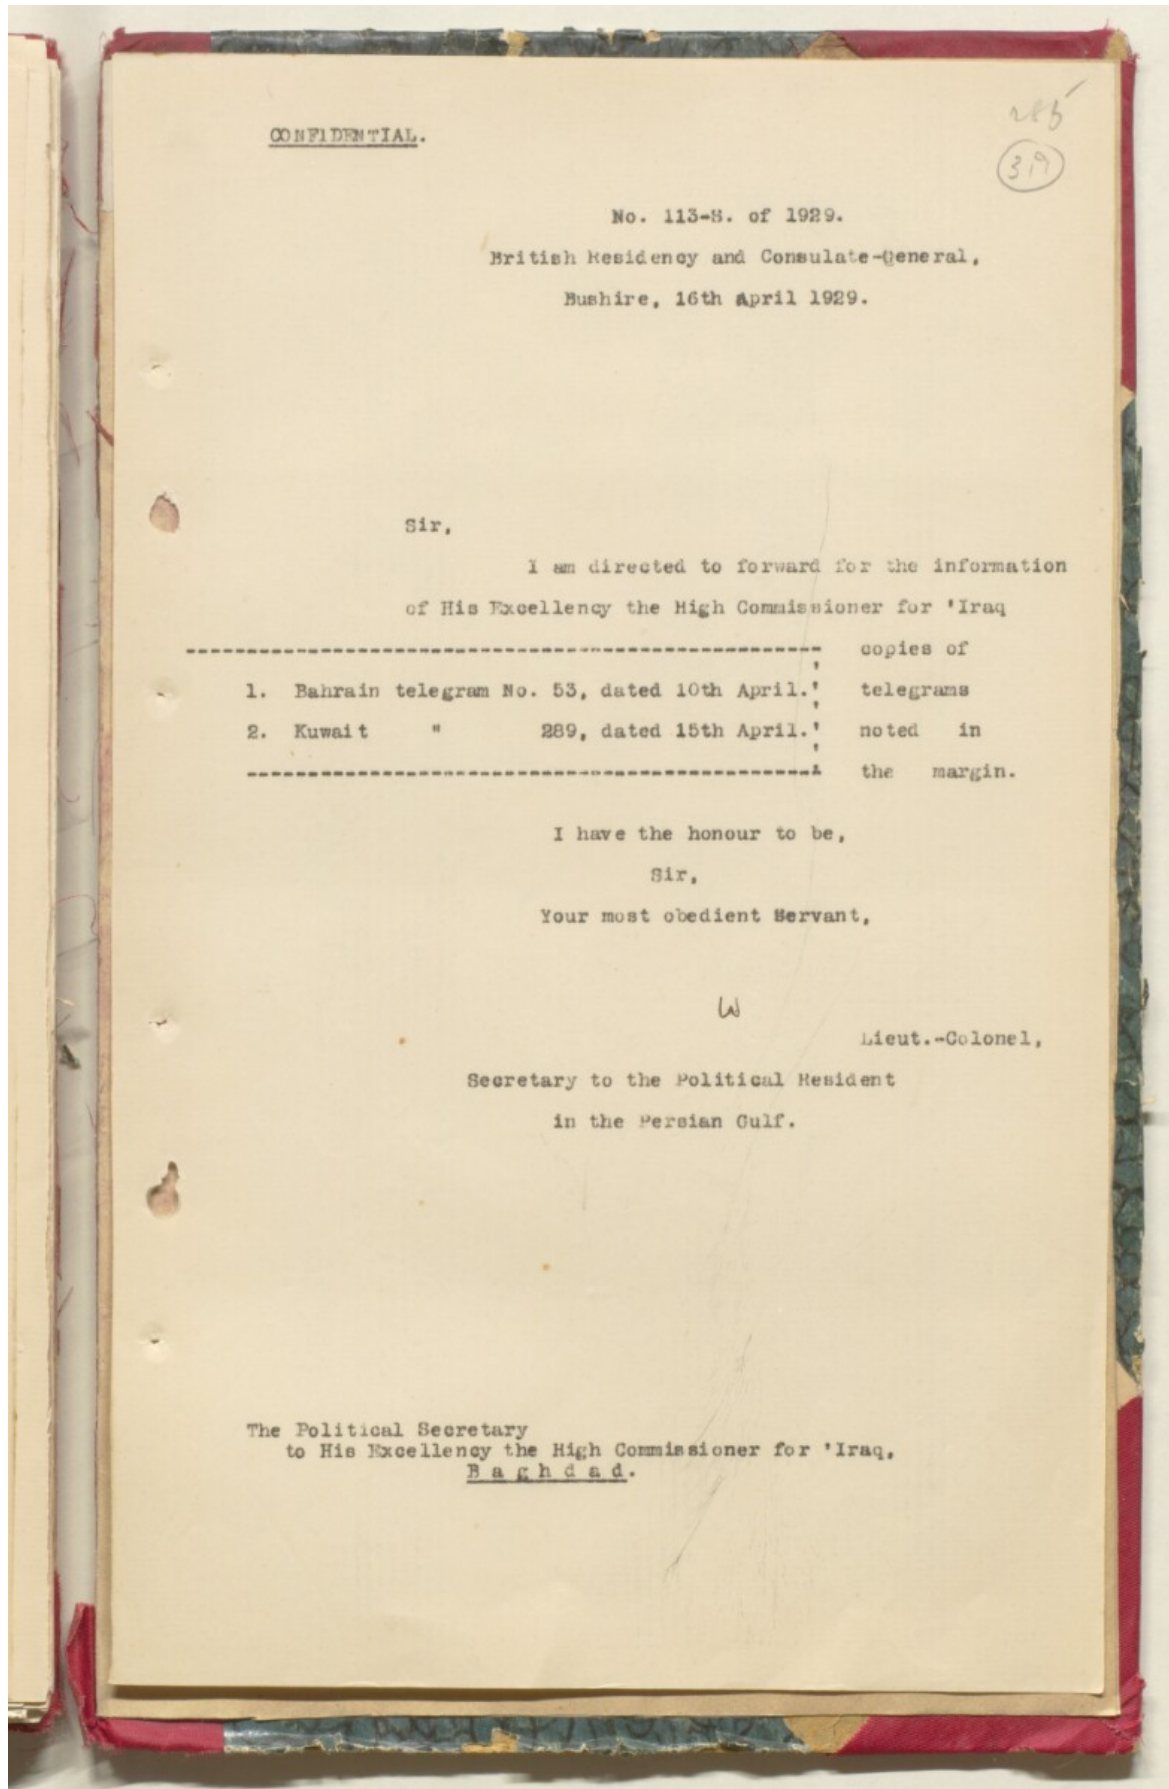 CONFIDENTIAL.
No. 113-S. of 1929.
British Residency and Consulate-General,
Bushire, 16th April 1929.
Sir,
I am directed to forward for the information
of His Excellency the High Commissioner for 'Iraq
copies of
1. Bahrain telegram No. 53, dated 10th April. telegrams
2. Kuwait " 289, dated 15th April. noted in
the margin.
I have the honour to be,
Sir,
Your most obedient Servant,
Lieut.-Colonel,
Secretary to the Political Resident
in the Persian Gulf.
The Political Secretary
to His Excellency the High Commissioner for 'Iraq,
Baghdad.